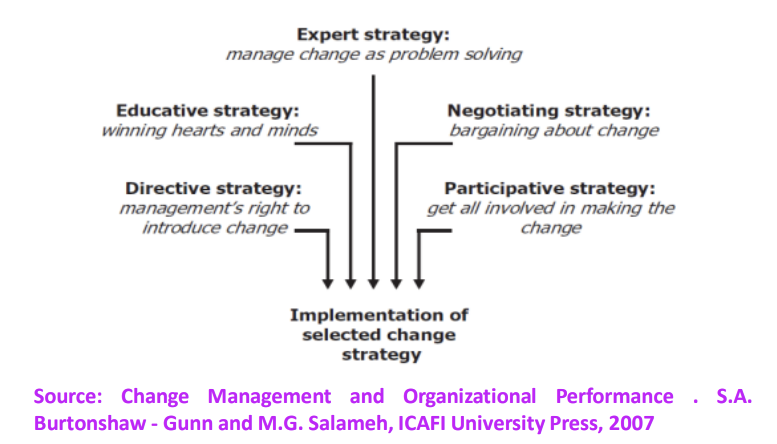 Expert strategy:
manage change as problem solving
Educative strategy:
winning hearts and minds
Negotiating strategy:
bargaining about change
Directive strategy:
management's right to
introduce change
Participative strategy:
get all involved in making the
change
Implementation of
selected change
strategy
Source: Change Management and Organizational Performance . S.A.
Burtonshaw - Gunn and M.G. Salameh, ICAFI University Press, 2007